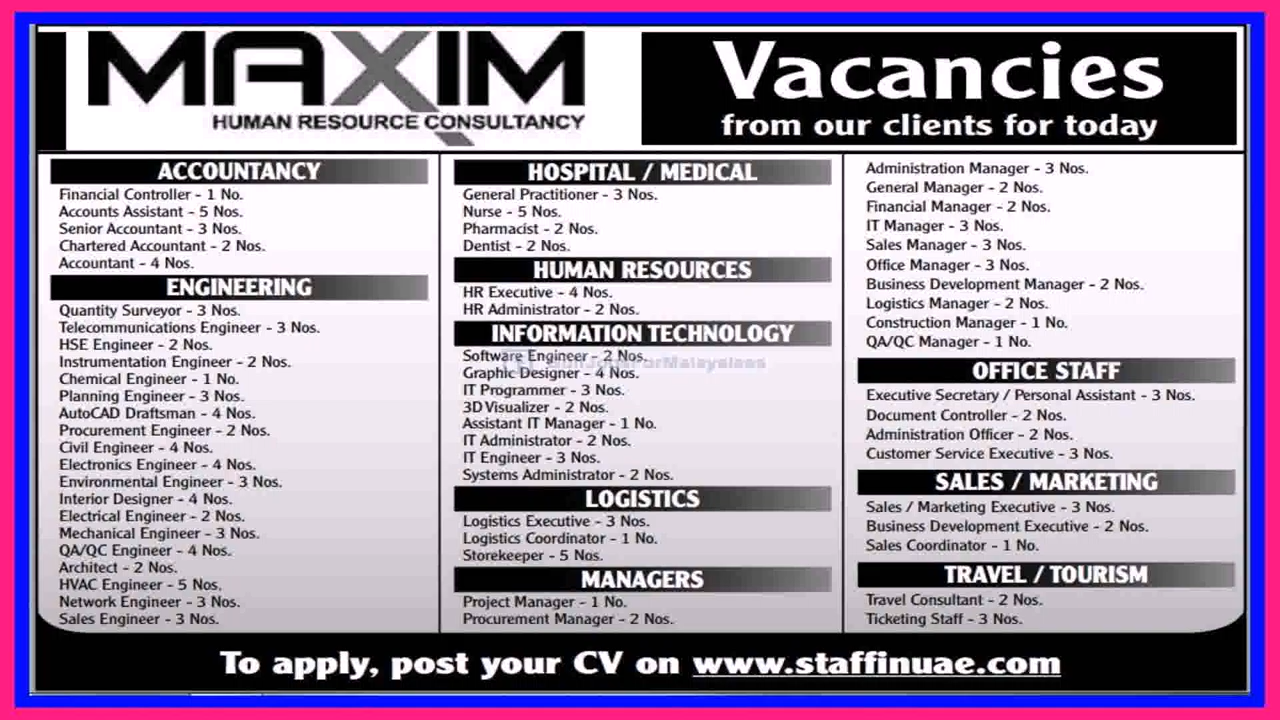 MAXIM
HUMAN RESOURCE CONSULTANCY
Vacancies
from our clients for today
ACCOUNTANCY
Financial Controller - 1 No.
Accounts Assistant - 5 Nos.
Senior Accountant - 3 Nos.
Chartered Accountant - 2 Nos.
Accountant - 4 Nos.
ENGINEERING
Quantity Surveyor - 3 Nos.
Telecommunications Engineer - 3 Nos.
HSE Engineer - 2 Nos.
Instrumentation Engineer - 2 Nos.
Chemical Engineer - 1 No.
Planning Engineer - 3 Nos.
AutoCAD Draftsman - 4 Nos.
Procurement Engineer - 2 Nos.
Civil Engineer - 4 Nos.
Electronics Engineer - 4 Nos.
Environmental Engineer - 3 Nos.
Interior Designer - 4 Nos.
Electrical Engineer - 2 Nos.
Mechanical Engineer - 3 Nos.
QA/QC Engineer - 4 Nos.
Architect - 2 Nos.
HVAC Engineer - 5 Nos.
Network Engineer - 3 Nos.
Sales Engineer - 3 Nos.
HOSPITAL / MEDICAL
General Practitioner - 3 Nos.
Nurse - 5 Nos.
Pharmacist - 2 Nos.
Dentist - 2 Nos.
HUMAN RESOURCES
HR Executive - 4 Nos.
HR Administrator - 2 Nos.
INFORMATION TECHNOLOGY
Software Engineer - 2 Nos.
Graphic Designer - 4 Nos.
IT Programmer - 3 Nos.
3D Visualizer - 2 Nos.
Assistant IT Manager - 1 No.
IT Administrator - 2 Nos.
IT Engineer - 3 Nos.
Systems Administrator - 2 Nos.
LOGISTICS
Logistics Executive - 3 Nos.
Logistics Coordinator - 1 No.
Storekeeper - 5 Nos.
MANAGERS
Project Manager - 1 No.
Procurement Manager - 2 Nos.
Administration Manager - 3 Nos.
General Manager - 2 Nos.
Financial Manager - 2 Nos.
IT Manager - 3 Nos.
Sales Manager - 3 Nos.
Office Manager - 3 Nos.
Business Development Manager - 2 Nos.
Logistics Manager - 2 Nos.
Construction Manager - 1 No.
QA/QC Manager - 1 No.
OFFICE STAFF
Executive Secretary / Personal Assistant - 3 Nos.
Document Controller - 2 Nos.
Administration Officer - 2 Nos.
Customer Service Executive - 3 Nos.
SALES / MARKETING
Sales / Marketing Executive - 3 Nos.
Business Development Executive - 2 Nos.
Sales Coordinator - 1 No.
TRAVEL / TOURISM
Travel Consultant - 2 Nos.
Ticketing Staff - 3 Nos.
To apply, post your CV on www.staffinuae.com